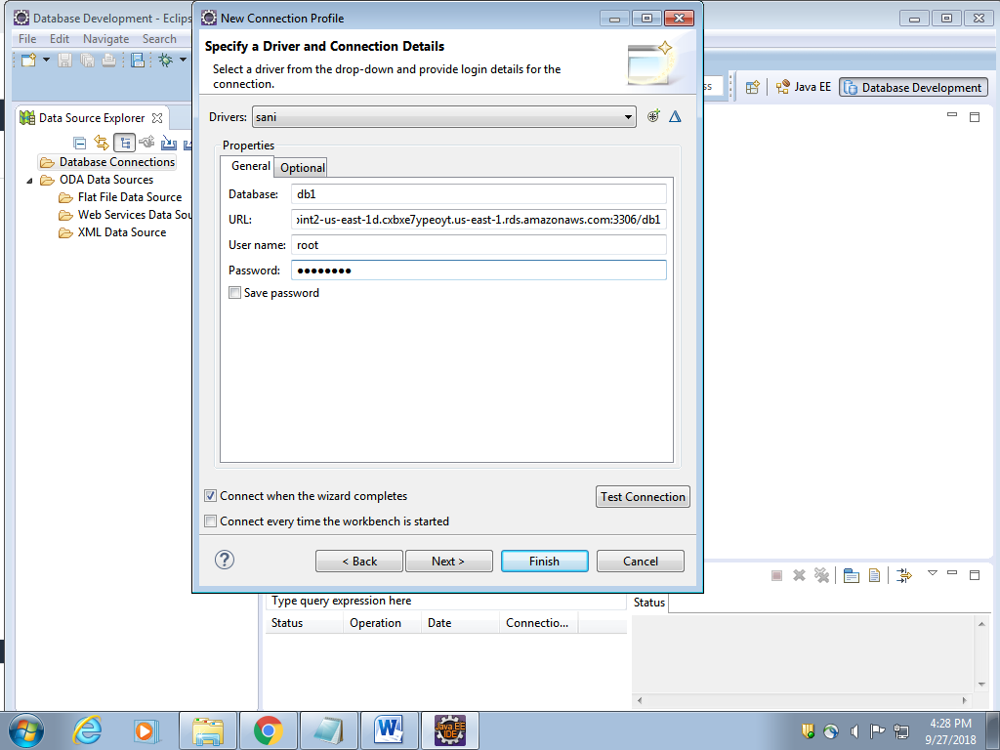 Database Development - Eclips
New Connection Profile
File Edit Navigate Search
Specify a Driver and Connection Details
Select a driver from the drop-down and provide login details for the
connection.
ss
Java EE
Database Development
Data Source Explorer
Drivers: sani
Properties
General Optional
Database Connections
ODA Data Sources
Flat File Data Source
Web Services Data Sou
XML Data Source
Database: db1
URL: oint2-us-east-1d.cxbxe7ypeoyt.us-east-1.rds.amazonaws.com:3306/db1
User name: root
Password: ●●●●●●●●
Save password
Connect when the wizard completes
Test Connection
Connect every time the workbench is started
?
< Back Next > Finish Cancel
Type query expression here
Status
Status Operation Date Connectio...
Java EE
IDE
W
4:28 PM
9/27/2018